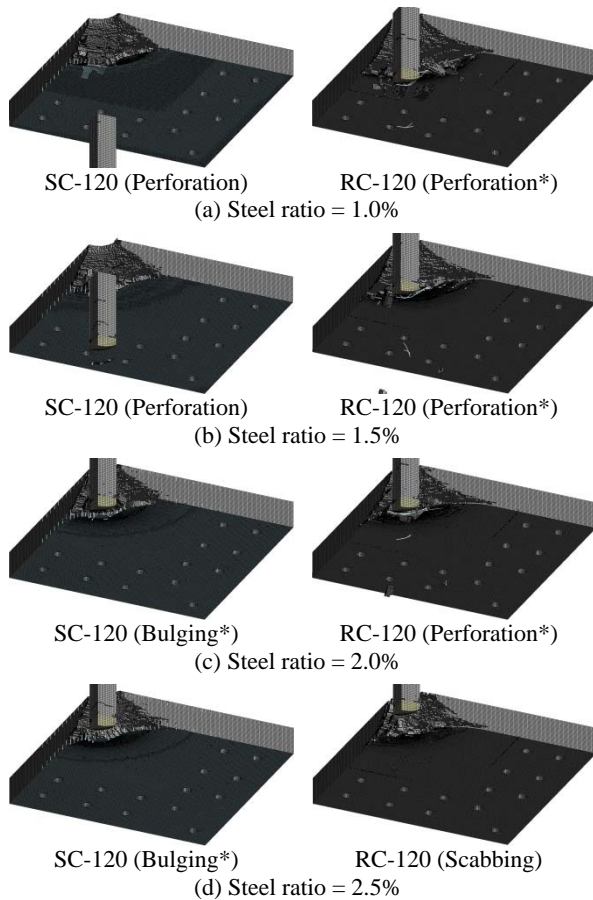 SC-120 (Perforation) RC-120 (Perforation*)
(a) Steel ratio = 1.0%
SC-120 (Perforation) RC-120 (Perforation*)
(b) Steel ratio = 1.5%
SC-120 (Bulging*) RC-120 (Perforation*)
(c) Steel ratio = 2.0%
SC-120 (Bulging*) RC-120 (Scabbing)
(d) Steel ratio = 2.5%